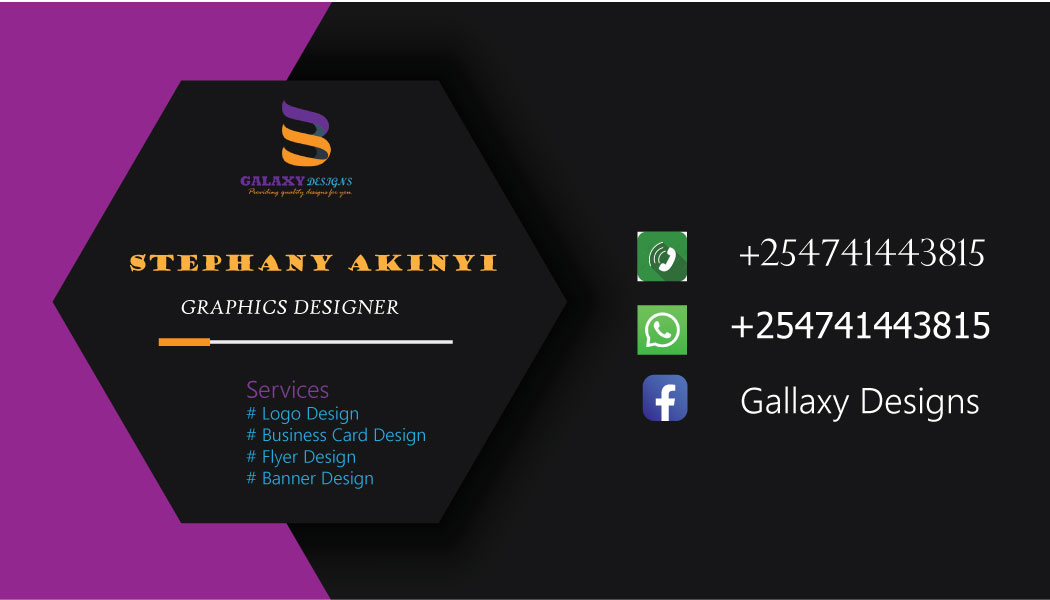 GALAXY DESIGNS
Providing quality designs for you.
STEPHANY AKINYI
GRAPHICS DESIGNER
Services
# Logo Design
# Business Card Design
# Flyer Design
# Banner Design
+254741443815
+254741443815
Gallaxy Designs